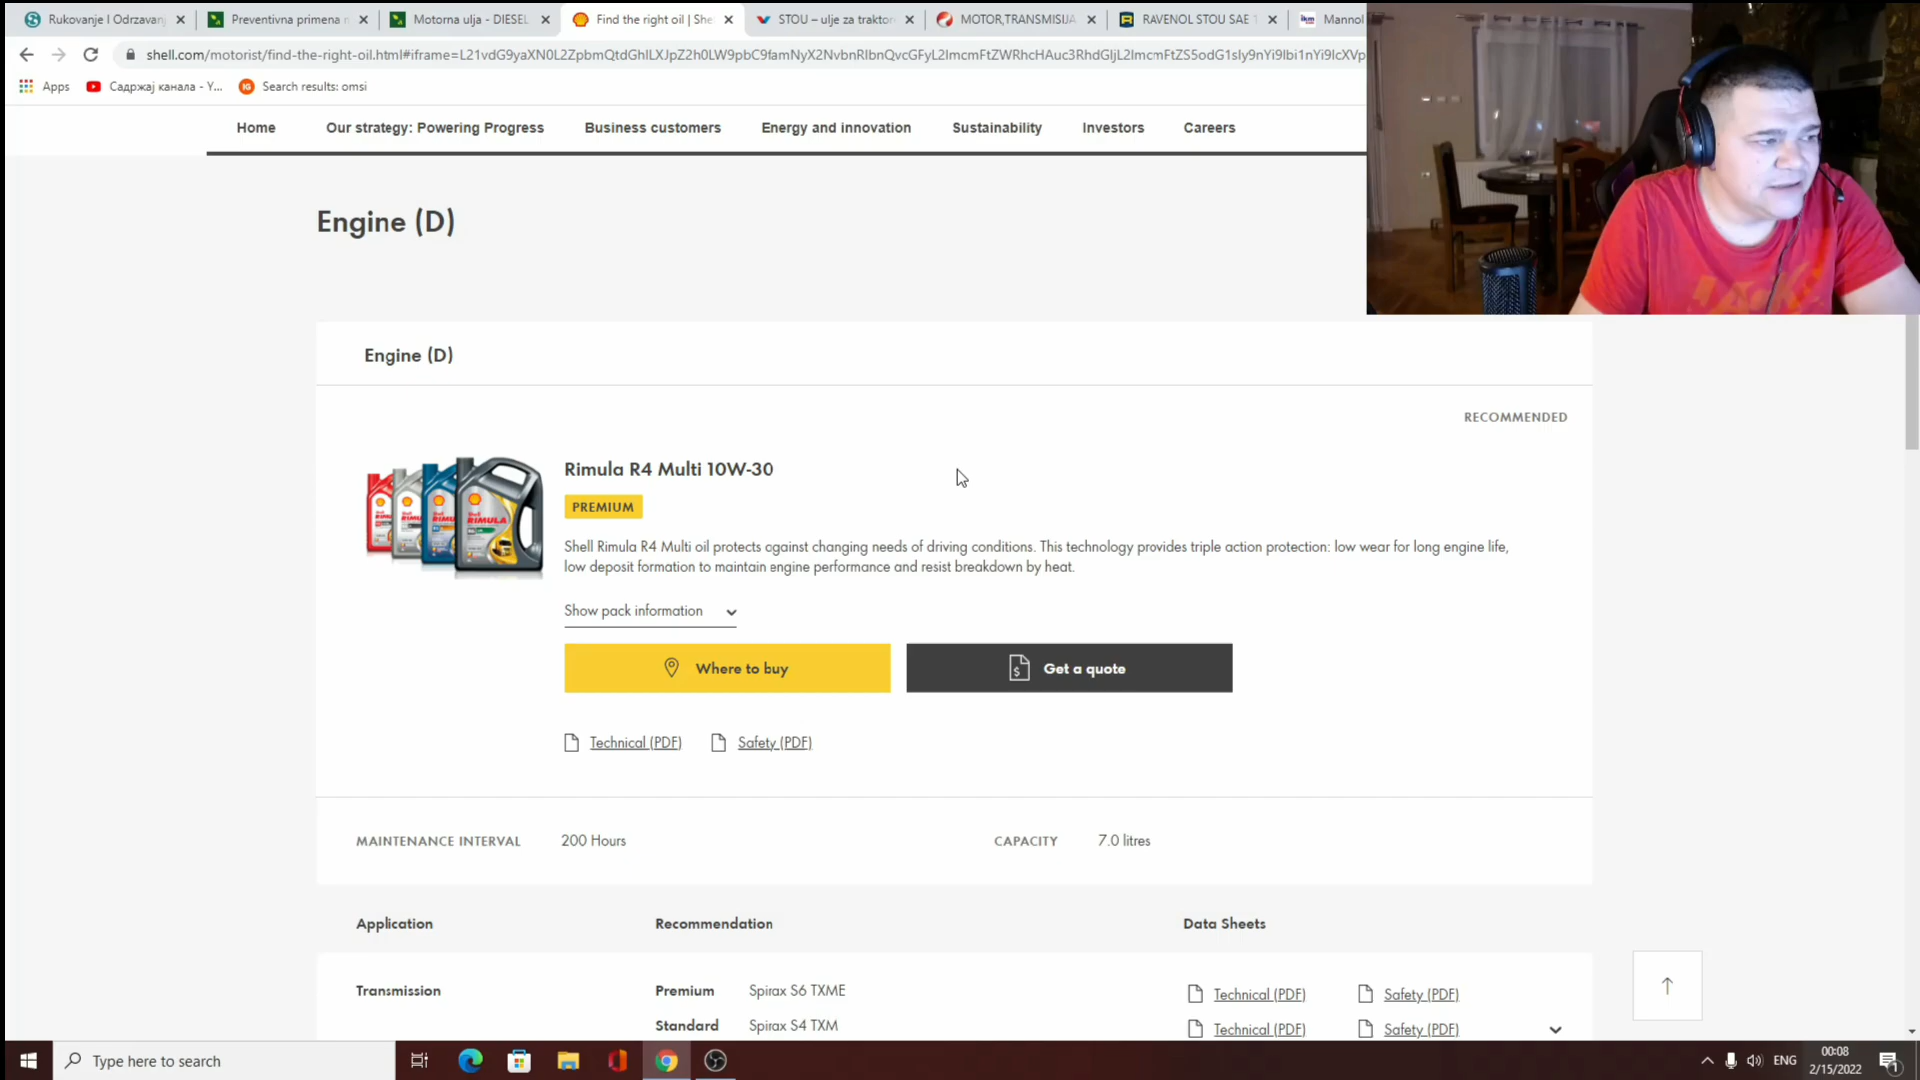 Rukovanje I Odrzavanj
Preventivna primena
Motorna ulja - DIESEL
Find the right oil | She
STOU – ulje za traktor
MOTOR,TRANSMISIJA
RAVENOL STOU SAE 1
Mannol
Apps
Садржај канала - Y...
Search results: omsi
Home
Our strategy: Powering Progress
Business customers
Energy and innovation
Sustainability
Investors
Careers
Engine (D)
Engine (D)
RECOMMENDED
Rimula R4 Multi 10W-30
PREMIUM
Shell Rimula R4 Multi oil protects against changing needs of driving conditions. This technology provides triple action protection: low wear for long engine life,
low deposit formation to maintain engine performance and resist breakdown by heat.
Show pack information
Where to buy
Get a quote
Technical (PDF)
Safety (PDF)
MAINTENANCE INTERVAL 200 Hours
CAPACITY 7.0 litres
Application
Recommendation
Data Sheets
Transmission
Premium Spirax S6 TXME
Technical (PDF)
Safety (PDF)
Standard Spirax S4 TXM
Technical (PDF)
Safety (PDF)
Type here to search
ENG
00:08
2/15/2022
1